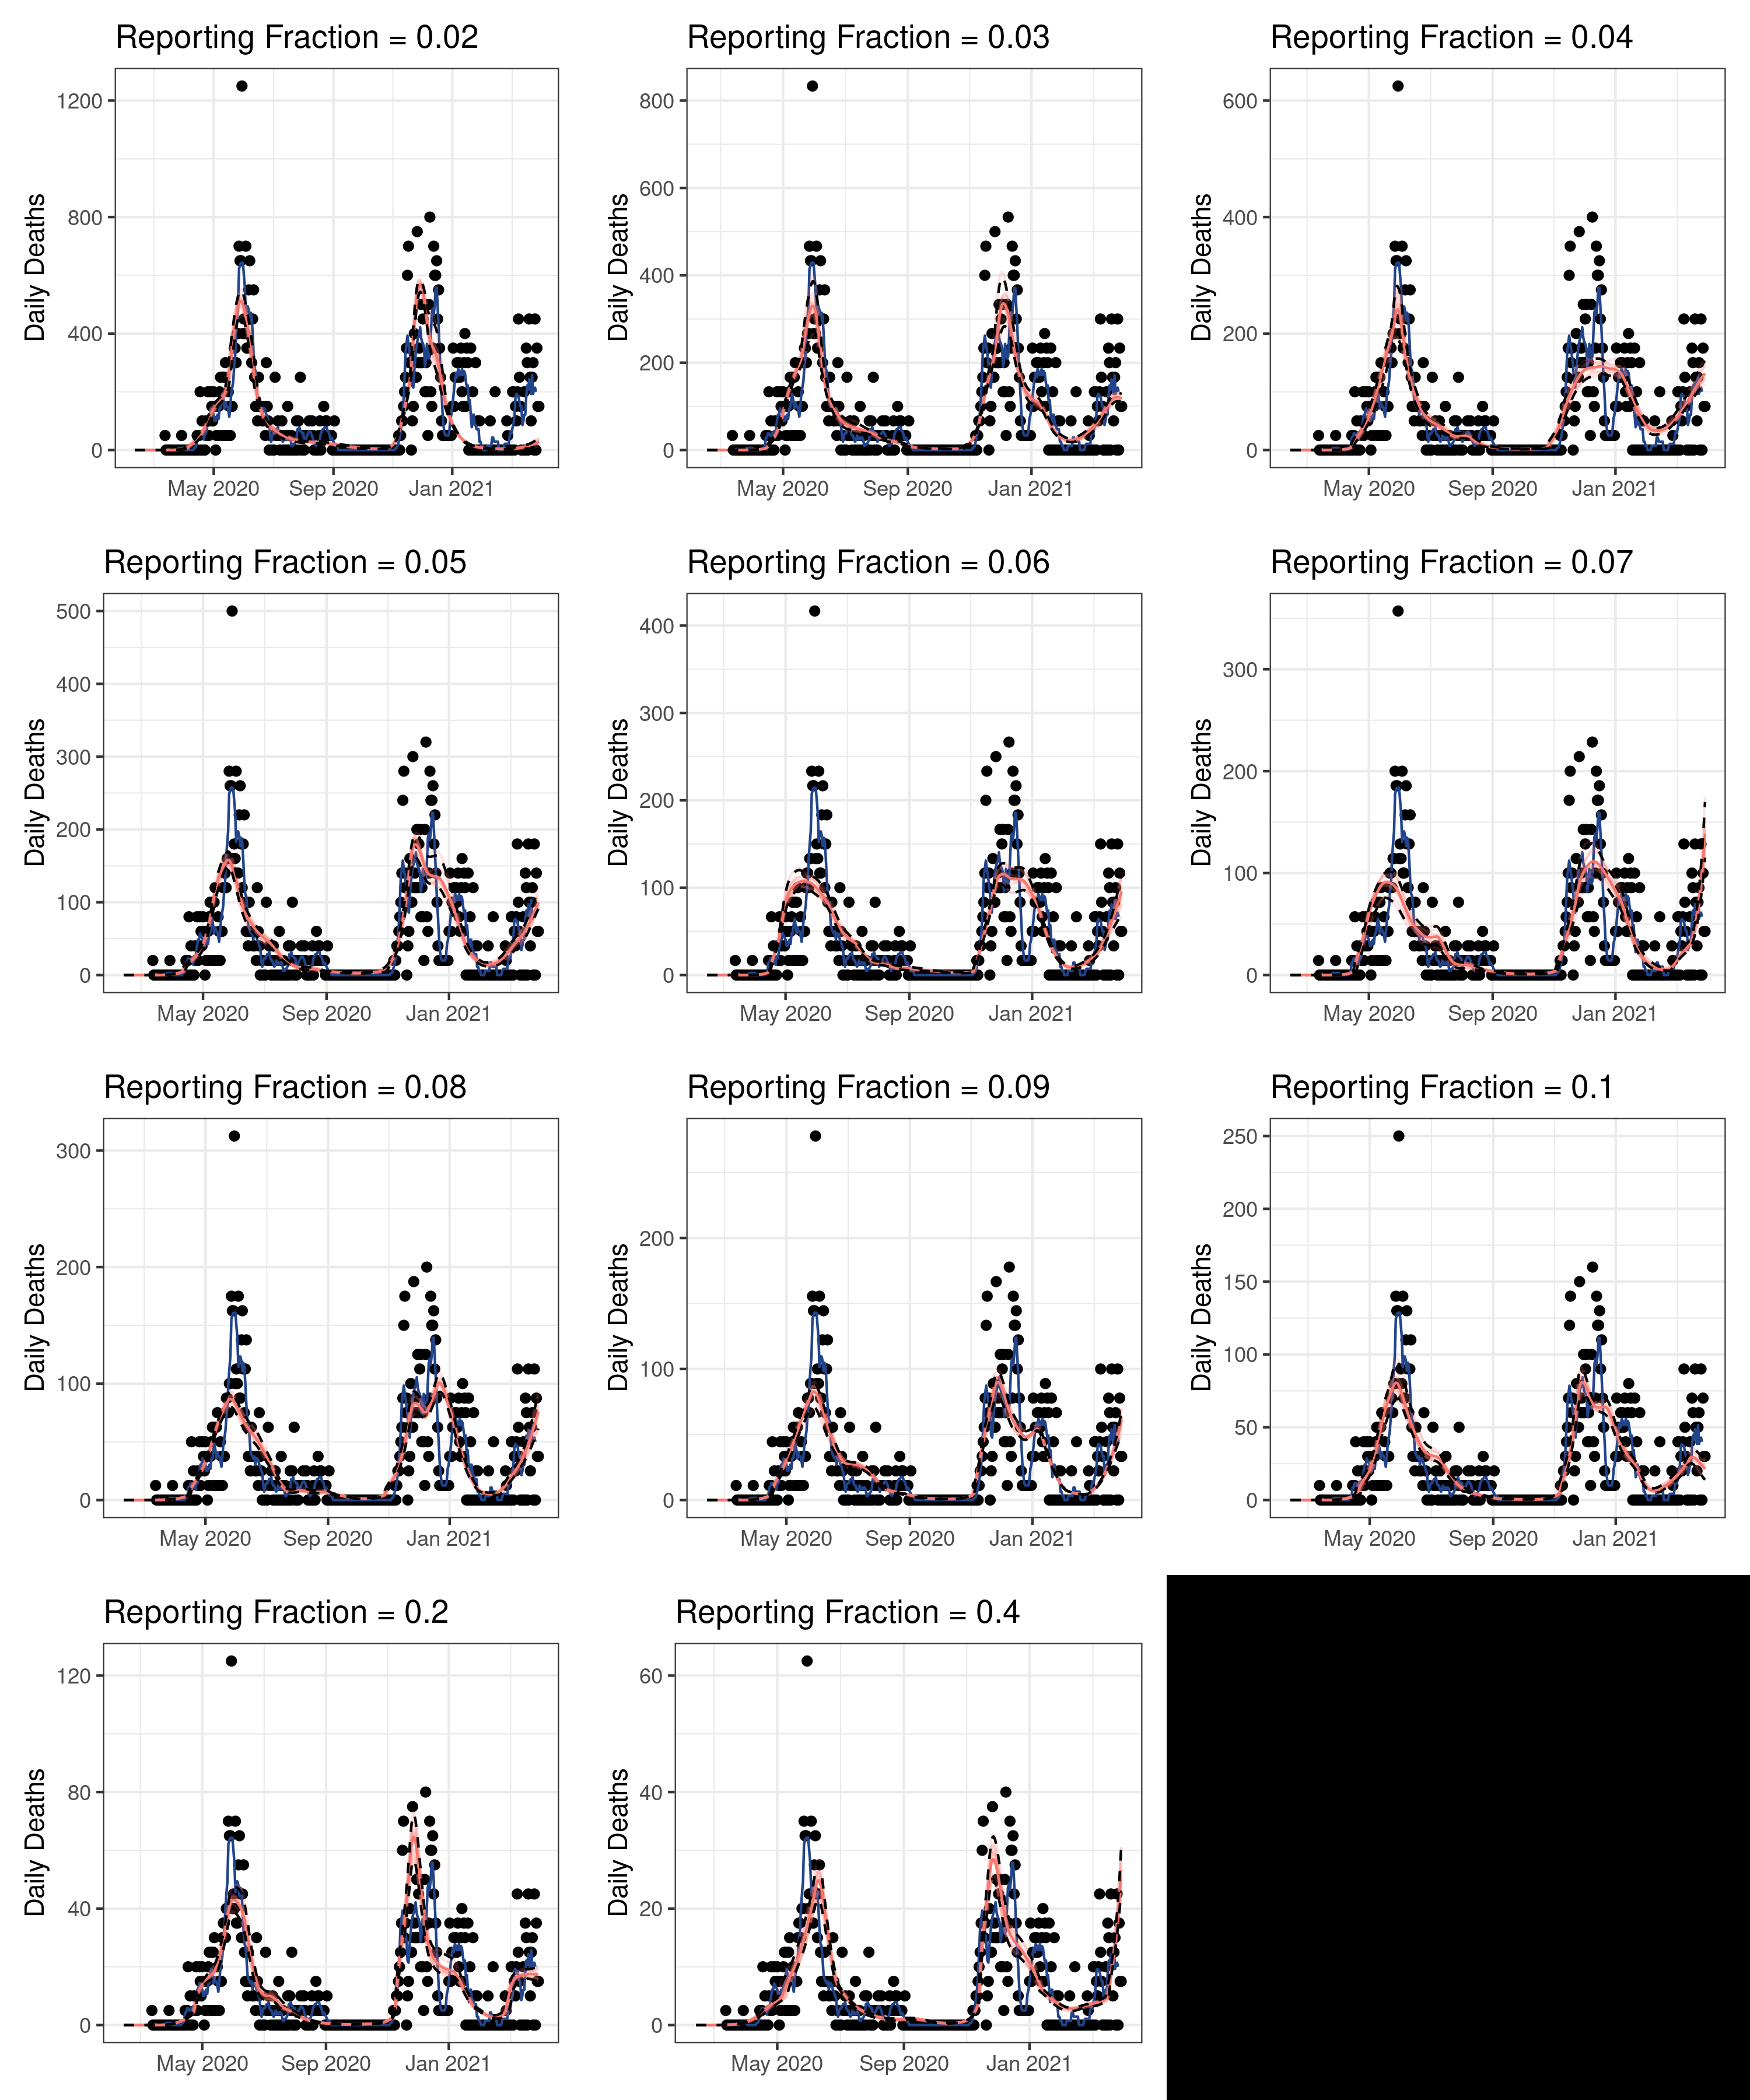 Reporting Fraction = 0.02
Daily Deaths
1200
800
400
0
May 2020 Sep 2020 Jan 2021
Reporting Fraction = 0.03
Daily Deaths
800
600
400
200
0
May 2020 Sep 2020 Jan 2021
Reporting Fraction = 0.04
Daily Deaths
600
400
200
0
May 2020 Sep 2020 Jan 2021
Reporting Fraction = 0.05
Daily Deaths
500
400
300
200
100
0
May 2020 Sep 2020 Jan 2021
Reporting Fraction = 0.06
Daily Deaths
400
300
200
100
0
May 2020 Sep 2020 Jan 2021
Reporting Fraction = 0.07
Daily Deaths
300
200
100
0
May 2020 Sep 2020 Jan 2021
Reporting Fraction = 0.08
Daily Deaths
300
200
100
0
May 2020 Sep 2020 Jan 2021
Reporting Fraction = 0.09
Daily Deaths
200
100
0
May 2020 Sep 2020 Jan 2021
Reporting Fraction = 0.1
Daily Deaths
250
200
150
100
50
0
May 2020 Sep 2020 Jan 2021
Reporting Fraction = 0.2
Daily Deaths
120
80
40
0
May 2020 Sep 2020 Jan 2021
Reporting Fraction = 0.4
Daily Deaths
60
40
20
0
May 2020 Sep 2020 Jan 2021